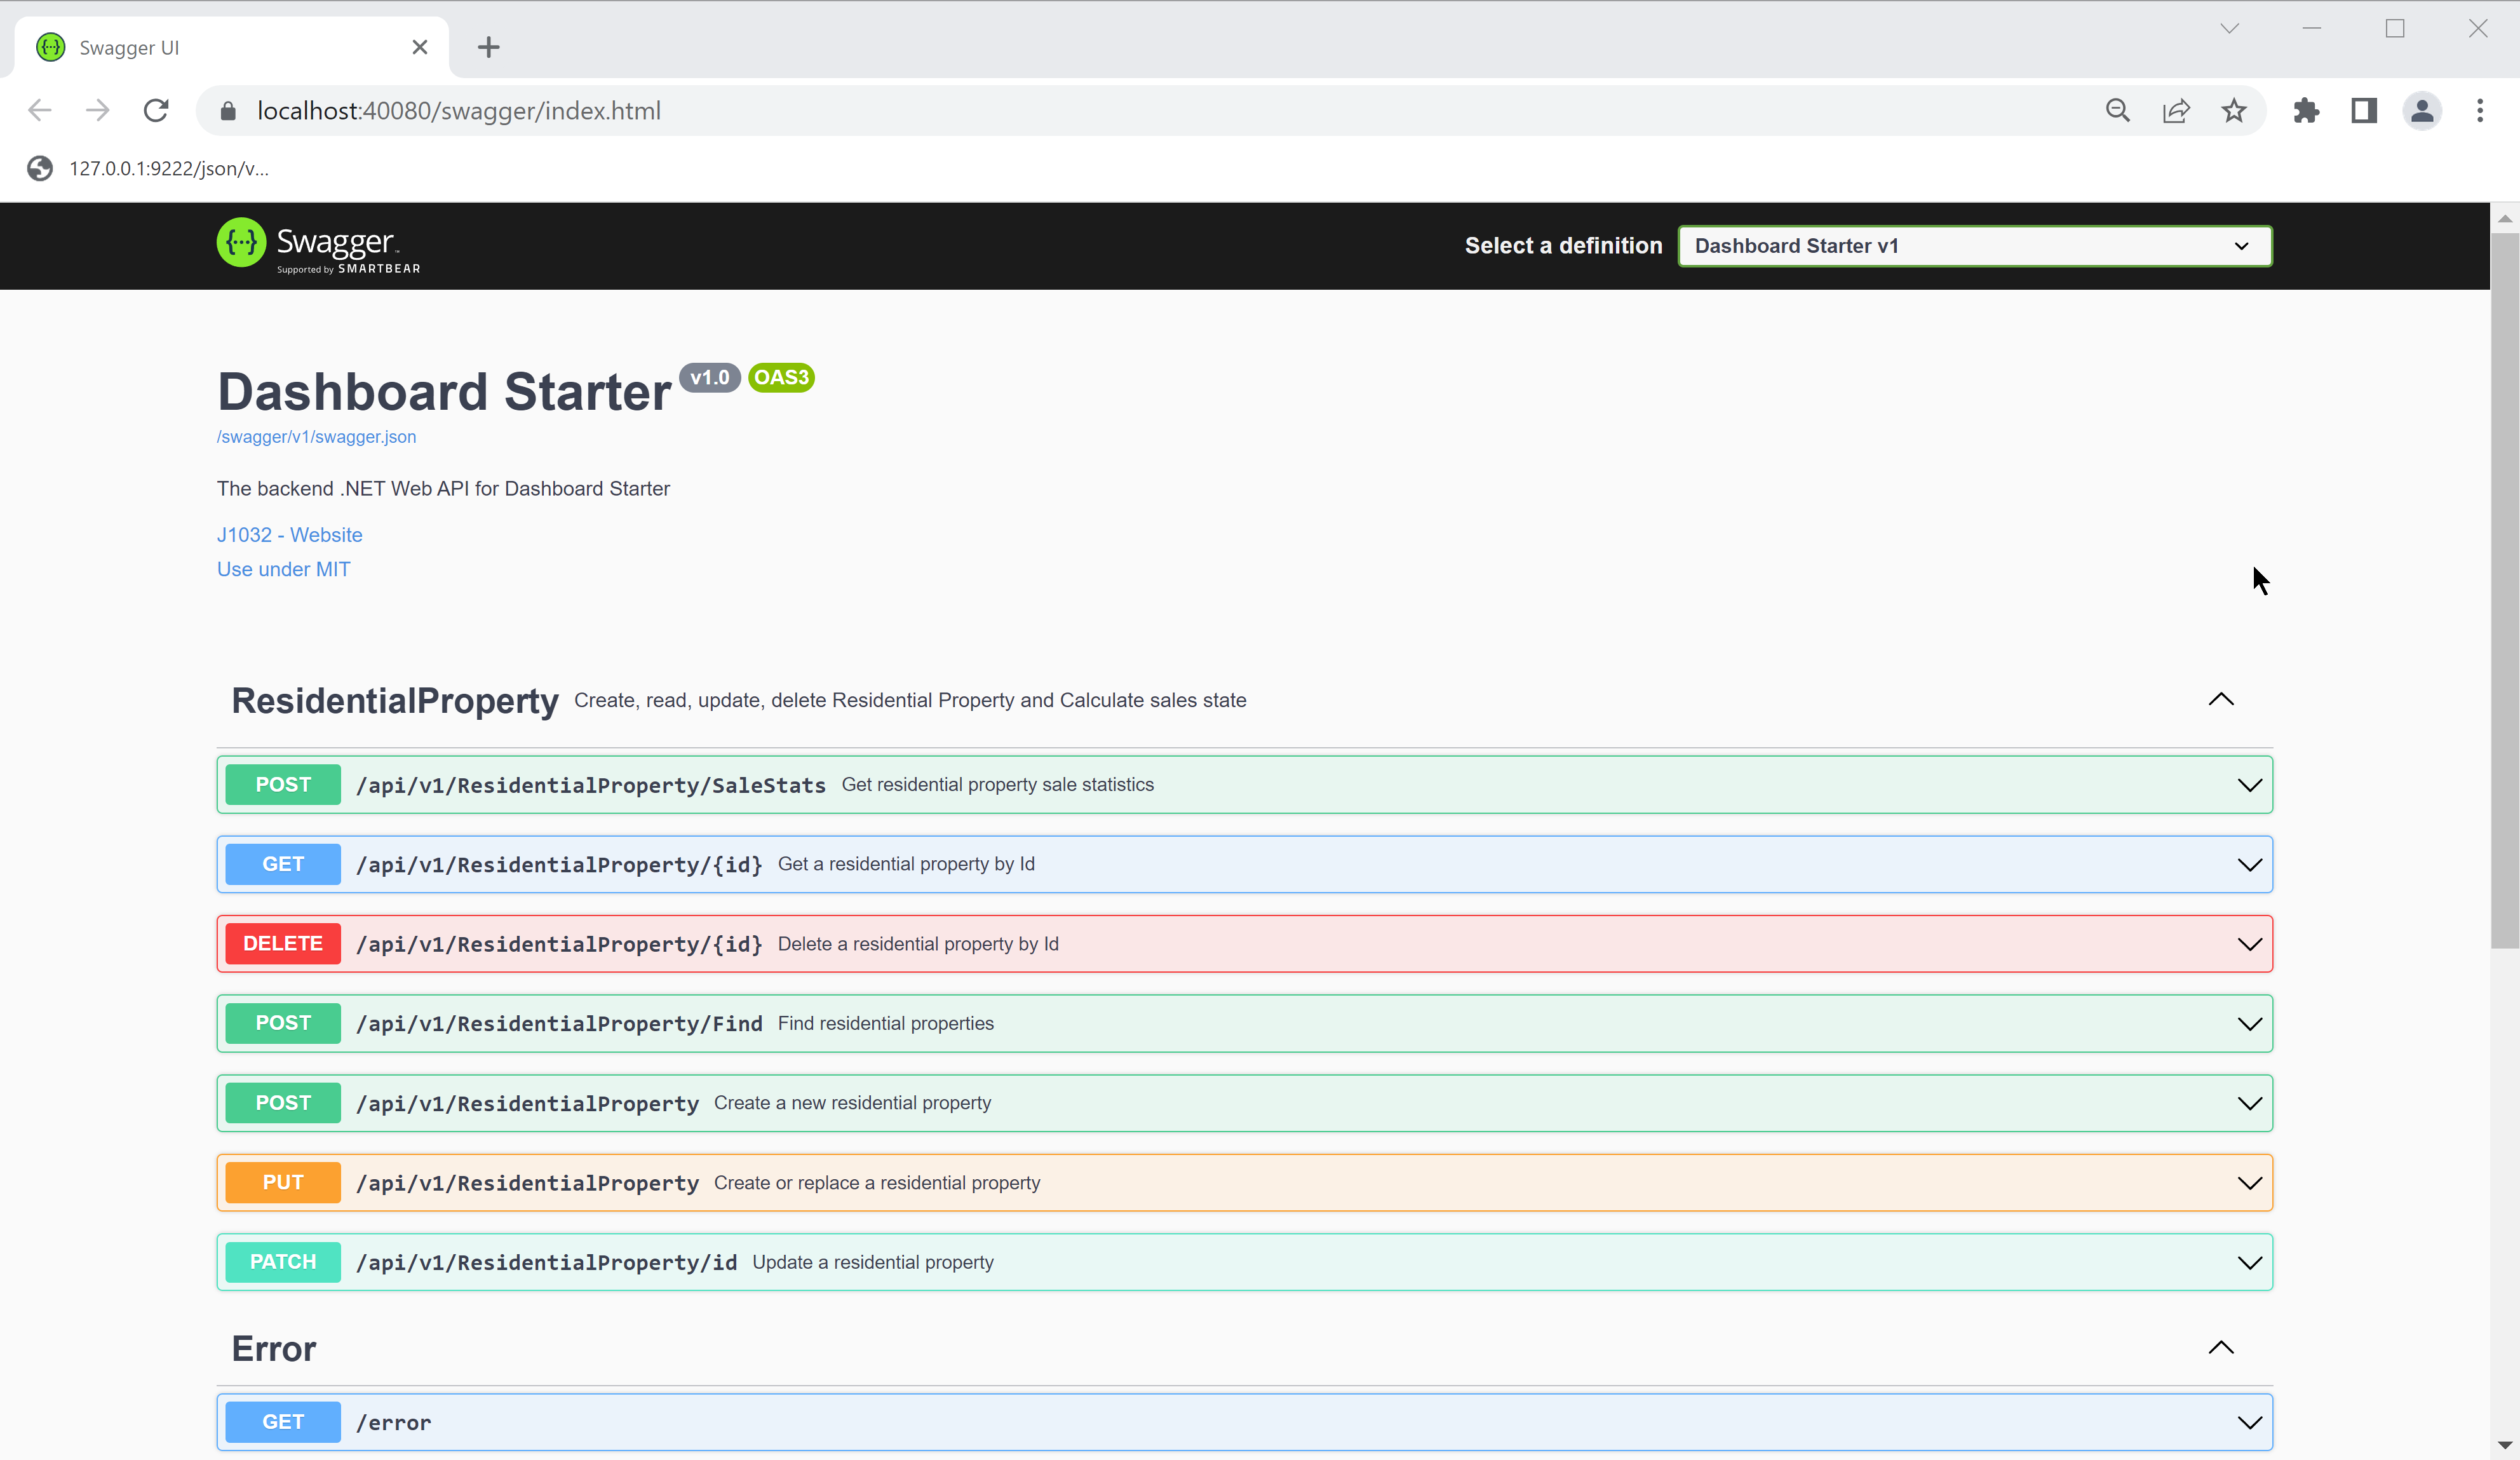 Swagger UI
localhost:40080/swagger/index.html
127.0.0.1:9222/json/v...
{···} Swagger™
Supported by SMARTBEAR
Select a definition Dashboard Starter v1
Dashboard Starter v1.0 OAS3
/swagger/v1/swagger.json
The backend .NET Web API for Dashboard Starter
J1032 - Website
Use under MIT
ResidentialProperty Create, read, update, delete Residential Property and Calculate sales state
POST /api/v1/ResidentialProperty/SaleStats Get residential property sale statistics
GET /api/v1/ResidentialProperty/{id} Get a residential property by Id
DELETE /api/v1/ResidentialProperty/{id} Delete a residential property by Id
POST /api/v1/ResidentialProperty/Find Find residential properties
POST /api/v1/ResidentialProperty Create a new residential property
PUT /api/v1/ResidentialProperty Create or replace a residential property
PATCH /api/v1/ResidentialProperty/id Update a residential property
Error
GET /error